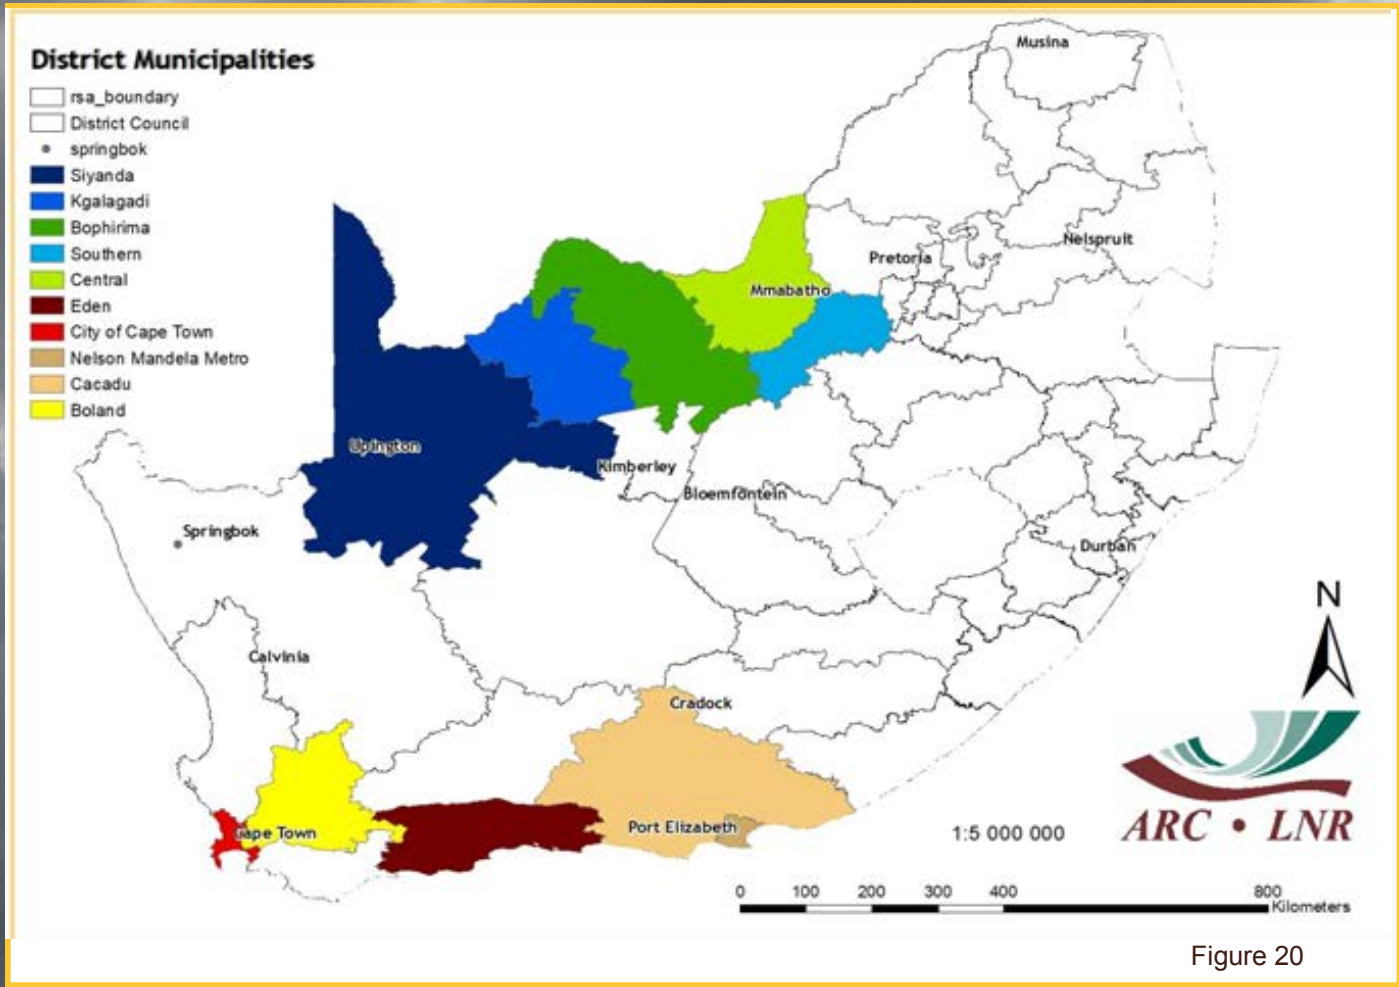 District Municipalities
rsa_boundary
District Council
springbok
Siyanda
Kgalagadi
Bophirima
Southern
Central
Eden
City of Cape Town
Nelson Mandela Metro
Cacadu
Boland
Musina
Nelspruit
Pretoria
Mmabatho
Upington
Kimberley
Bloemfontein
Springbok
Durban
Calvinia
Cradock
Cape Town
Port Elizabeth
N
1:5 000 000
ARC • LNR
0 100 200 300 400 800
Kilometers
Figure 20